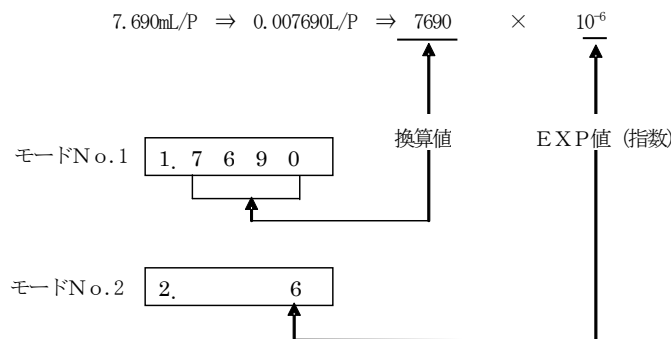 7.690mL/P ⇒ 0.007690L/P ⇒ 7690 × 10⁻⁶
換算値 EXP値(指数)
モードNo.1 1. 7 6 9 0
モードNo.2 2. 6